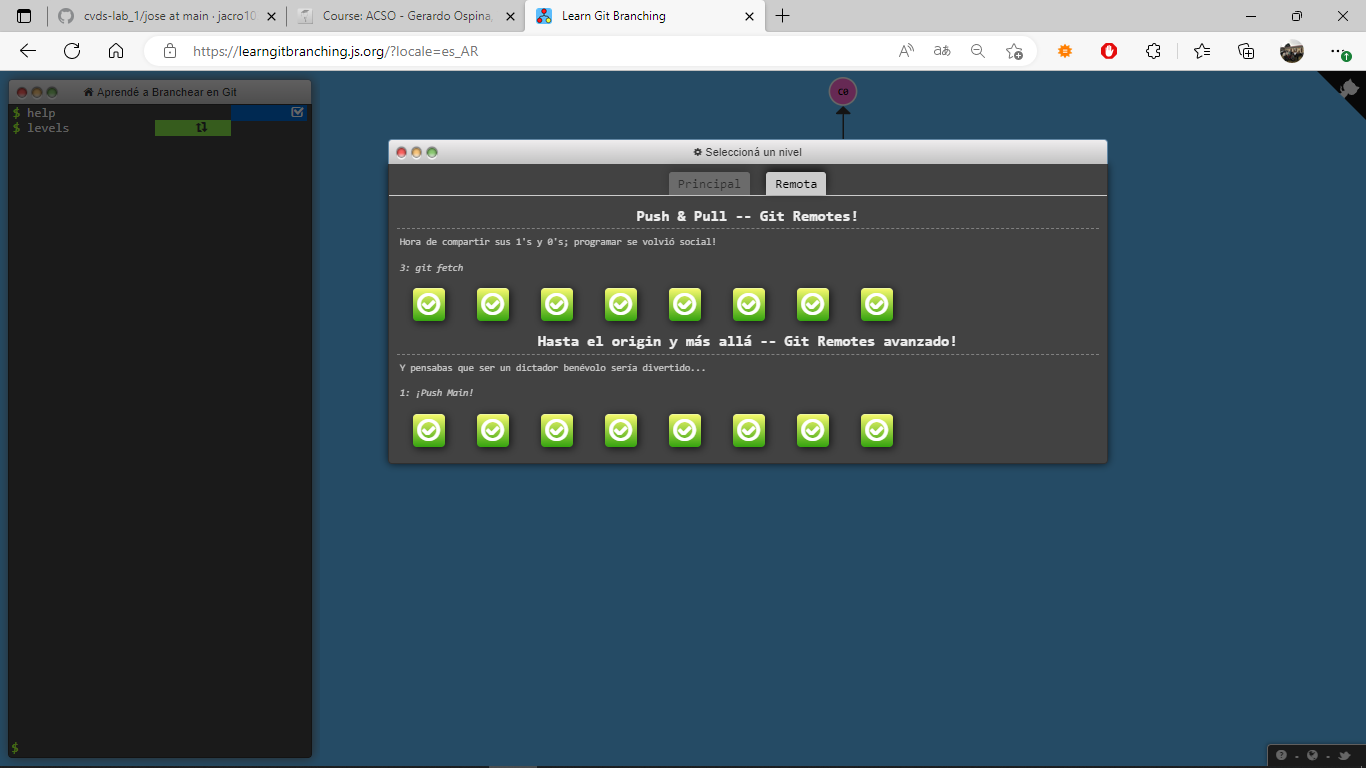 cvds-lab_1/jose at main · jacro10
Course: ACSO - Gerardo Ospina
Learn Git Branching
https://learngitbranching.js.org/?locale=es_AR
Aprendé a Branchear en Git
$ help
$ levels
$
C0
Seleccioná un nivel
Principal
Remota
Push & Pull -- Git Remotes!
Hora de compartir sus 1's y 0's; programar se volvió social!
3: git fetch
Hasta el origin y más allá -- Git Remotes avanzado!
Y pensabas que ser un dictador benévolo sería divertido...
1: ¡Push Main!